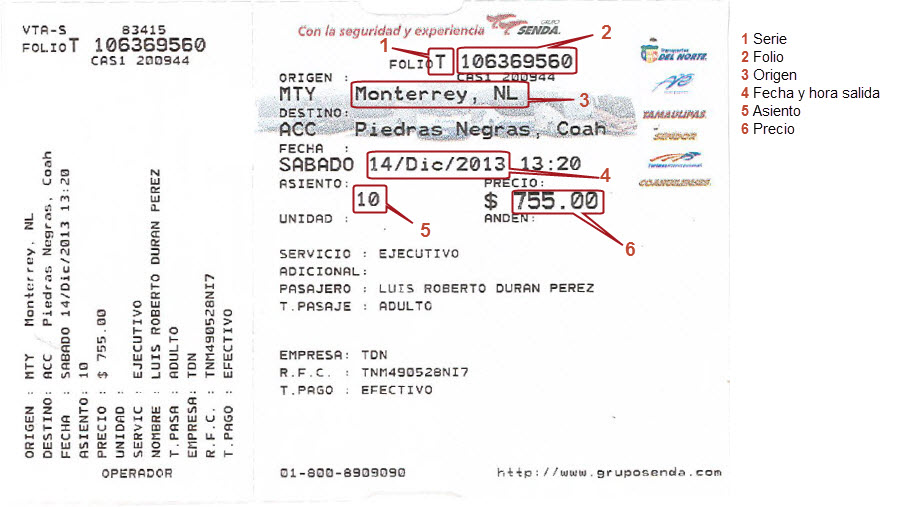 VTA-S 83415
FOLIO T 106369560
CAS1 200944
ORIGEN : MTY Monterrey, NL
DESTINO: ACC Piedras Negras, Coah
FECHA : SABADO 14/Dic/2013 13:20
ASIENTO: 10
PRECIO : $ 755.00
UNIDAD :
SERVIC : EJECUTIVO
NOMBRE : LUIS ROBERTO DURAN PEREZ
T.PASA : ADULTO
EMPRESA: TDN
R.F.C. : TNM490528NI7
T.PAGO : EFECTIVO
OPERADOR
Con la seguridad y experiencia GRUPO SENDA.
1 2
FOLIO T 106369560
CAS1 200944
ORIGEN :
MTY Monterrey, NL 3
DESTINO:
ACC Piedras Negras, Coah
FECHA :
SABADO 14/Dic/2013 13:20
4
ASIENTO: PRECIO:
10 $ 755.00
UNIDAD : ANDEN:
5 6
SERVICIO : EJECUTIVO
ADICIONAL:
PASAJERO : LUIS ROBERTO DURAN PEREZ
T.PASAJE : ADULTO
EMPRESA: TDN
R.F.C. : TNM490528NI7
T.PAGO : EFECTIVO
01-800-8909090 http://www.gruposenda.com
Transportes
DEL NORTE
TAMAULIPAS
SENDOR
Turimex Internacional
COAHUILENSES
1 Serie
2 Folio
3 Origen
4 Fecha y hora salida
5 Asiento
6 Precio